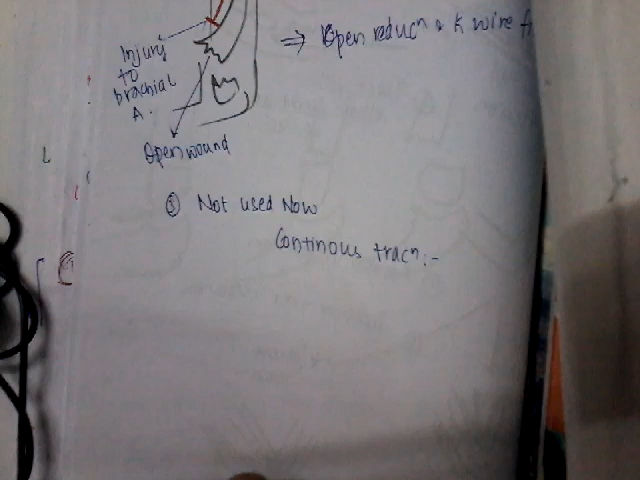 ⇒ Open reducn & K wire
Injury
to
brachial
A.
Open wound
③ Not used Now
Continous tracn:-